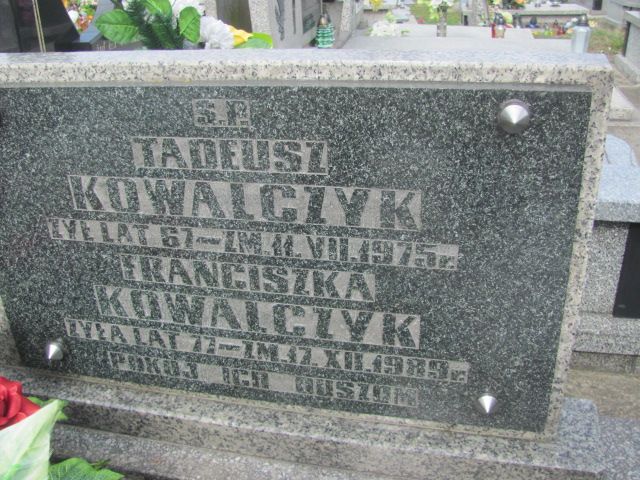 Ś.P.
TADEUSZ
KOWALCZYK
ŻYŁ LAT 67 — ZM. 11. VII. 1975 r.
FRANCISZKA
KOWALCZYK
ŻYŁA LAT 77 — ZM. 17. XII. 1989 r.
POKÓJ ICH DUSZOM